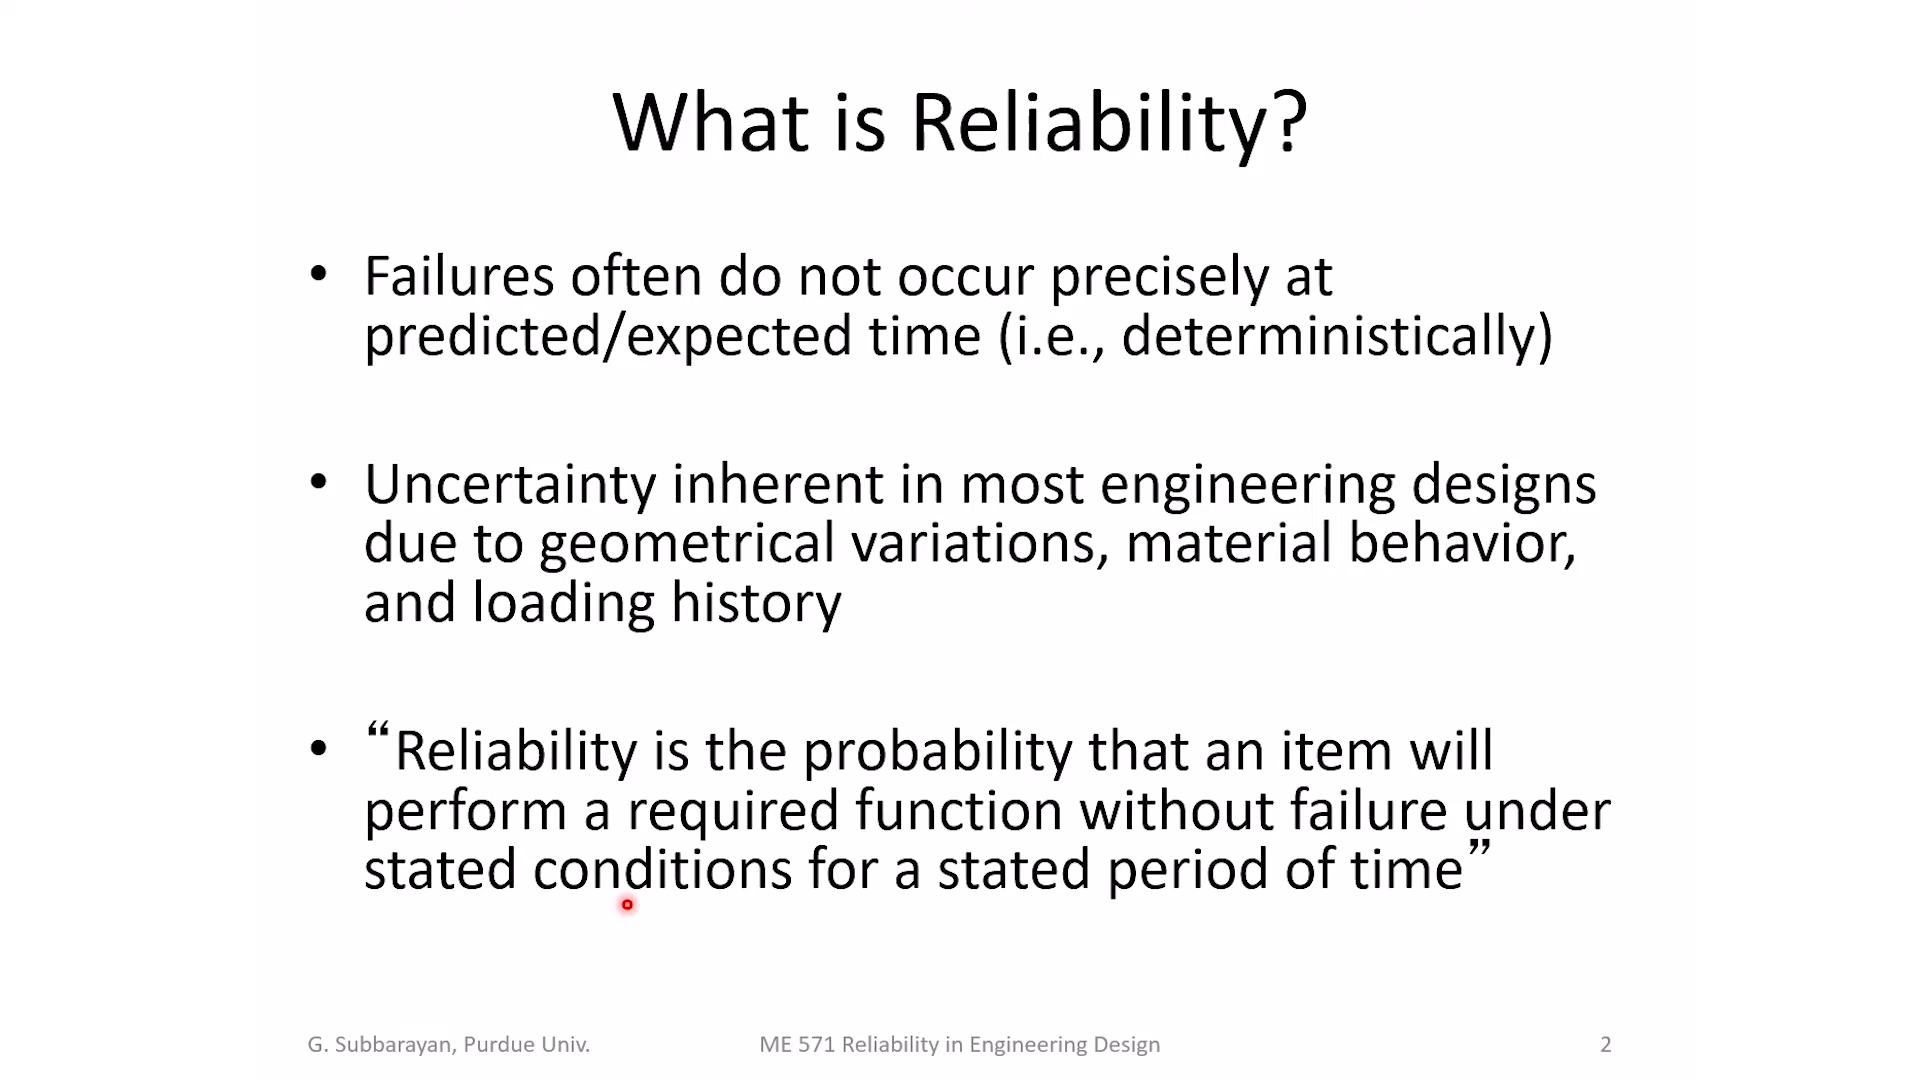 What is Reliability?
• Failures often do not occur precisely at
predicted/expected time (i.e., deterministically)
• Uncertainty inherent in most engineering designs
due to geometrical variations, material behavior,
and loading history
• “Reliability is the probability that an item will
perform a required function without failure under
stated conditions for a stated period of time”
G. Subbarayan, Purdue Univ.
ME 571 Reliability in Engineering Design
2